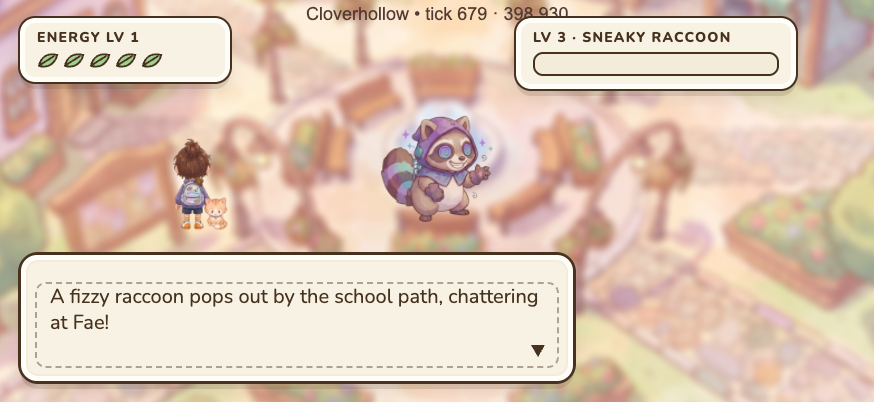 Cloverhollow • tick 679 · 398,930
ENERGY LV 1
LV 3 · SNEAKY RACCOON
A fizzy raccoon pops out by the school path, chattering
at Fae!